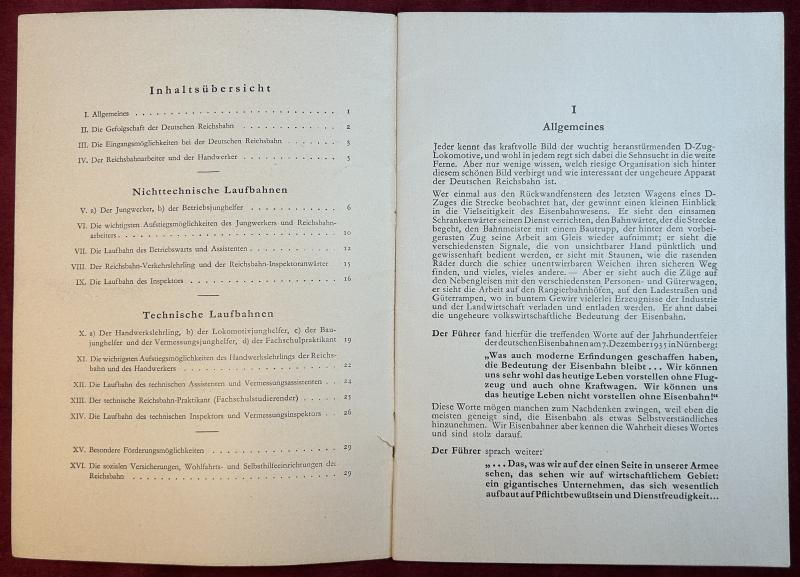 Inhaltsübersicht
I. Allgemeines . . . . . . . . . . . . . . . . . . . . 1
II. Die Gefolgschaft der Deutschen Reichsbahn . . . . . . . . . . 2
III. Die Eingangsmöglichkeiten bei der Deutschen Reichsbahn . . . . . . 3
IV. Der Reichsbahnarbeiter und der Handwerker . . . . . . . . . . 5
Nichttechnische Laufbahnen
V. a) Der Jungwerker, b) der Betriebsjunghelfer . . . . . . . . . . 6
VI. Die wichtigsten Aufstiegsmöglichkeiten des Jungwerkers und Reichsbahn-
arbeiters . . . . . . . . . . . . . . . . . . . . 10
VII. Die Laufbahn des Betriebswarts und Assistenten . . . . . . . . . 12
VIII. Der Reichsbahn-Verkehrslehrling und der Reichsbahn-Inspektoranwärter 15
IX. Die Laufbahn des Inspektors . . . . . . . . . . . . . . . 16
Technische Laufbahnen
X. a) Der Handwerkslehrling, b) der Lokomotivjunghelfer, c) der Bau-
junghelfer und der Vermessungsjunghelfer, d) der Fachschulpraktikant 19
XI. Die wichtigsten Aufstiegsmöglichkeiten des Handwerkslehrlings der Reichs-
bahn und des Handwerkers . . . . . . . . . . . . . . . 22
XII. Die Laufbahn des technischen Assistenten und Vermessungsassistenten . . 24
XIII. Der technische Reichsbahn-Praktikant (Fachschulstudierender) . . . . 25
XIV. Die Laufbahn des technischen Inspektors und Vermessungsinspektors . . . 26
XV. Besondere Förderungsmöglichkeiten . . . . . . . . . . . . . 29
XVI. Die sozialen Versicherungen, Wohlfahrts- und Selbsthilfeeinrichtungen der
Reichsbahn . . . . . . . . . . . . . . . . . . . . 29
I
Allgemeines
Jeder kennt das kraftvolle Bild der wuchtig heranstürmenden D-Zug-
Lokomotive, und wohl in jedem regt sich dabei die Sehnsucht in die weite
Ferne. Aber nur wenige wissen, welch riesige Organisation sich hinter
diesem schönen Bild verbirgt und wie interessant der ungeheure Apparat
der Deutschen Reichsbahn ist.
Wer einmal aus den Rückwandfenstern des letzten Wagens eines D-
Zuges die Strecke beobachtet hat, der gewinnt einen kleinen Einblick
in die Vielseitigkeit des Eisenbahnwesens. Er sieht den einsamen
Schrankenwärter seinen Dienst verrichten, den Bahnwärter, der die Strecke
begeht, den Bahnmeister mit einem Bautrupp, der hinter dem vorbei-
gerasten Zug seine Arbeit am Gleis wieder aufnimmt; er sieht die
verschiedensten Signale, die von unsichtbarer Hand pünktlich und
gewissenhaft bedient werden, er sieht mit Staunen, wie die rasenden
Räder durch die schier unentwirrbaren Weichen ihren sicheren Weg
finden, und vieles, vieles andere. — Aber er sieht auch die Züge auf
den Nebengleisen mit den verschiedensten Personen- und Güterwagen,
er sieht die Arbeit auf den Rangierbahnhöfen, auf den Ladestraßen und
Güterrampen, wo in buntem Gewirr vielerlei Erzeugnisse der Industrie
und der Landwirtschaft verladen und entladen werden. Er ahnt dabei
die ungeheure volkswirtschaftliche Bedeutung der Eisenbahn.
Der Führer fand hierfür die treffenden Worte auf der Jahrhundertfeier
der deutschen Eisenbahnen am 7. Dezember 1935 in Nürnberg:
„Was auch moderne Erfindungen geschaffen haben,
die Bedeutung der Eisenbahn bleibt... Wir können
uns sehr wohl das heutige Leben vorstellen ohne Flug-
zeug und auch ohne Kraftwagen. Wir können uns
das heutige Leben nicht vorstellen ohne Eisenbahn!“
Diese Worte mögen manchen zum Nachdenken zwingen, weil eben die
meisten geneigt sind, die Eisenbahn als etwas Selbstverständliches
hinzunehmen. Wir Eisenbahner aber kennen die Wahrheit dieses Wortes
und sind stolz darauf.
Der Führer sprach weiter:
„... Das, was wir auf der einen Seite in unserer Armee
sehen, das sehen wir auf wirtschaftlichem Gebiet:
ein gigantisches Unternehmen, das sich wesentlich
aufbaut auf Pflichtbewußtsein und Dienstfreudigkeit...